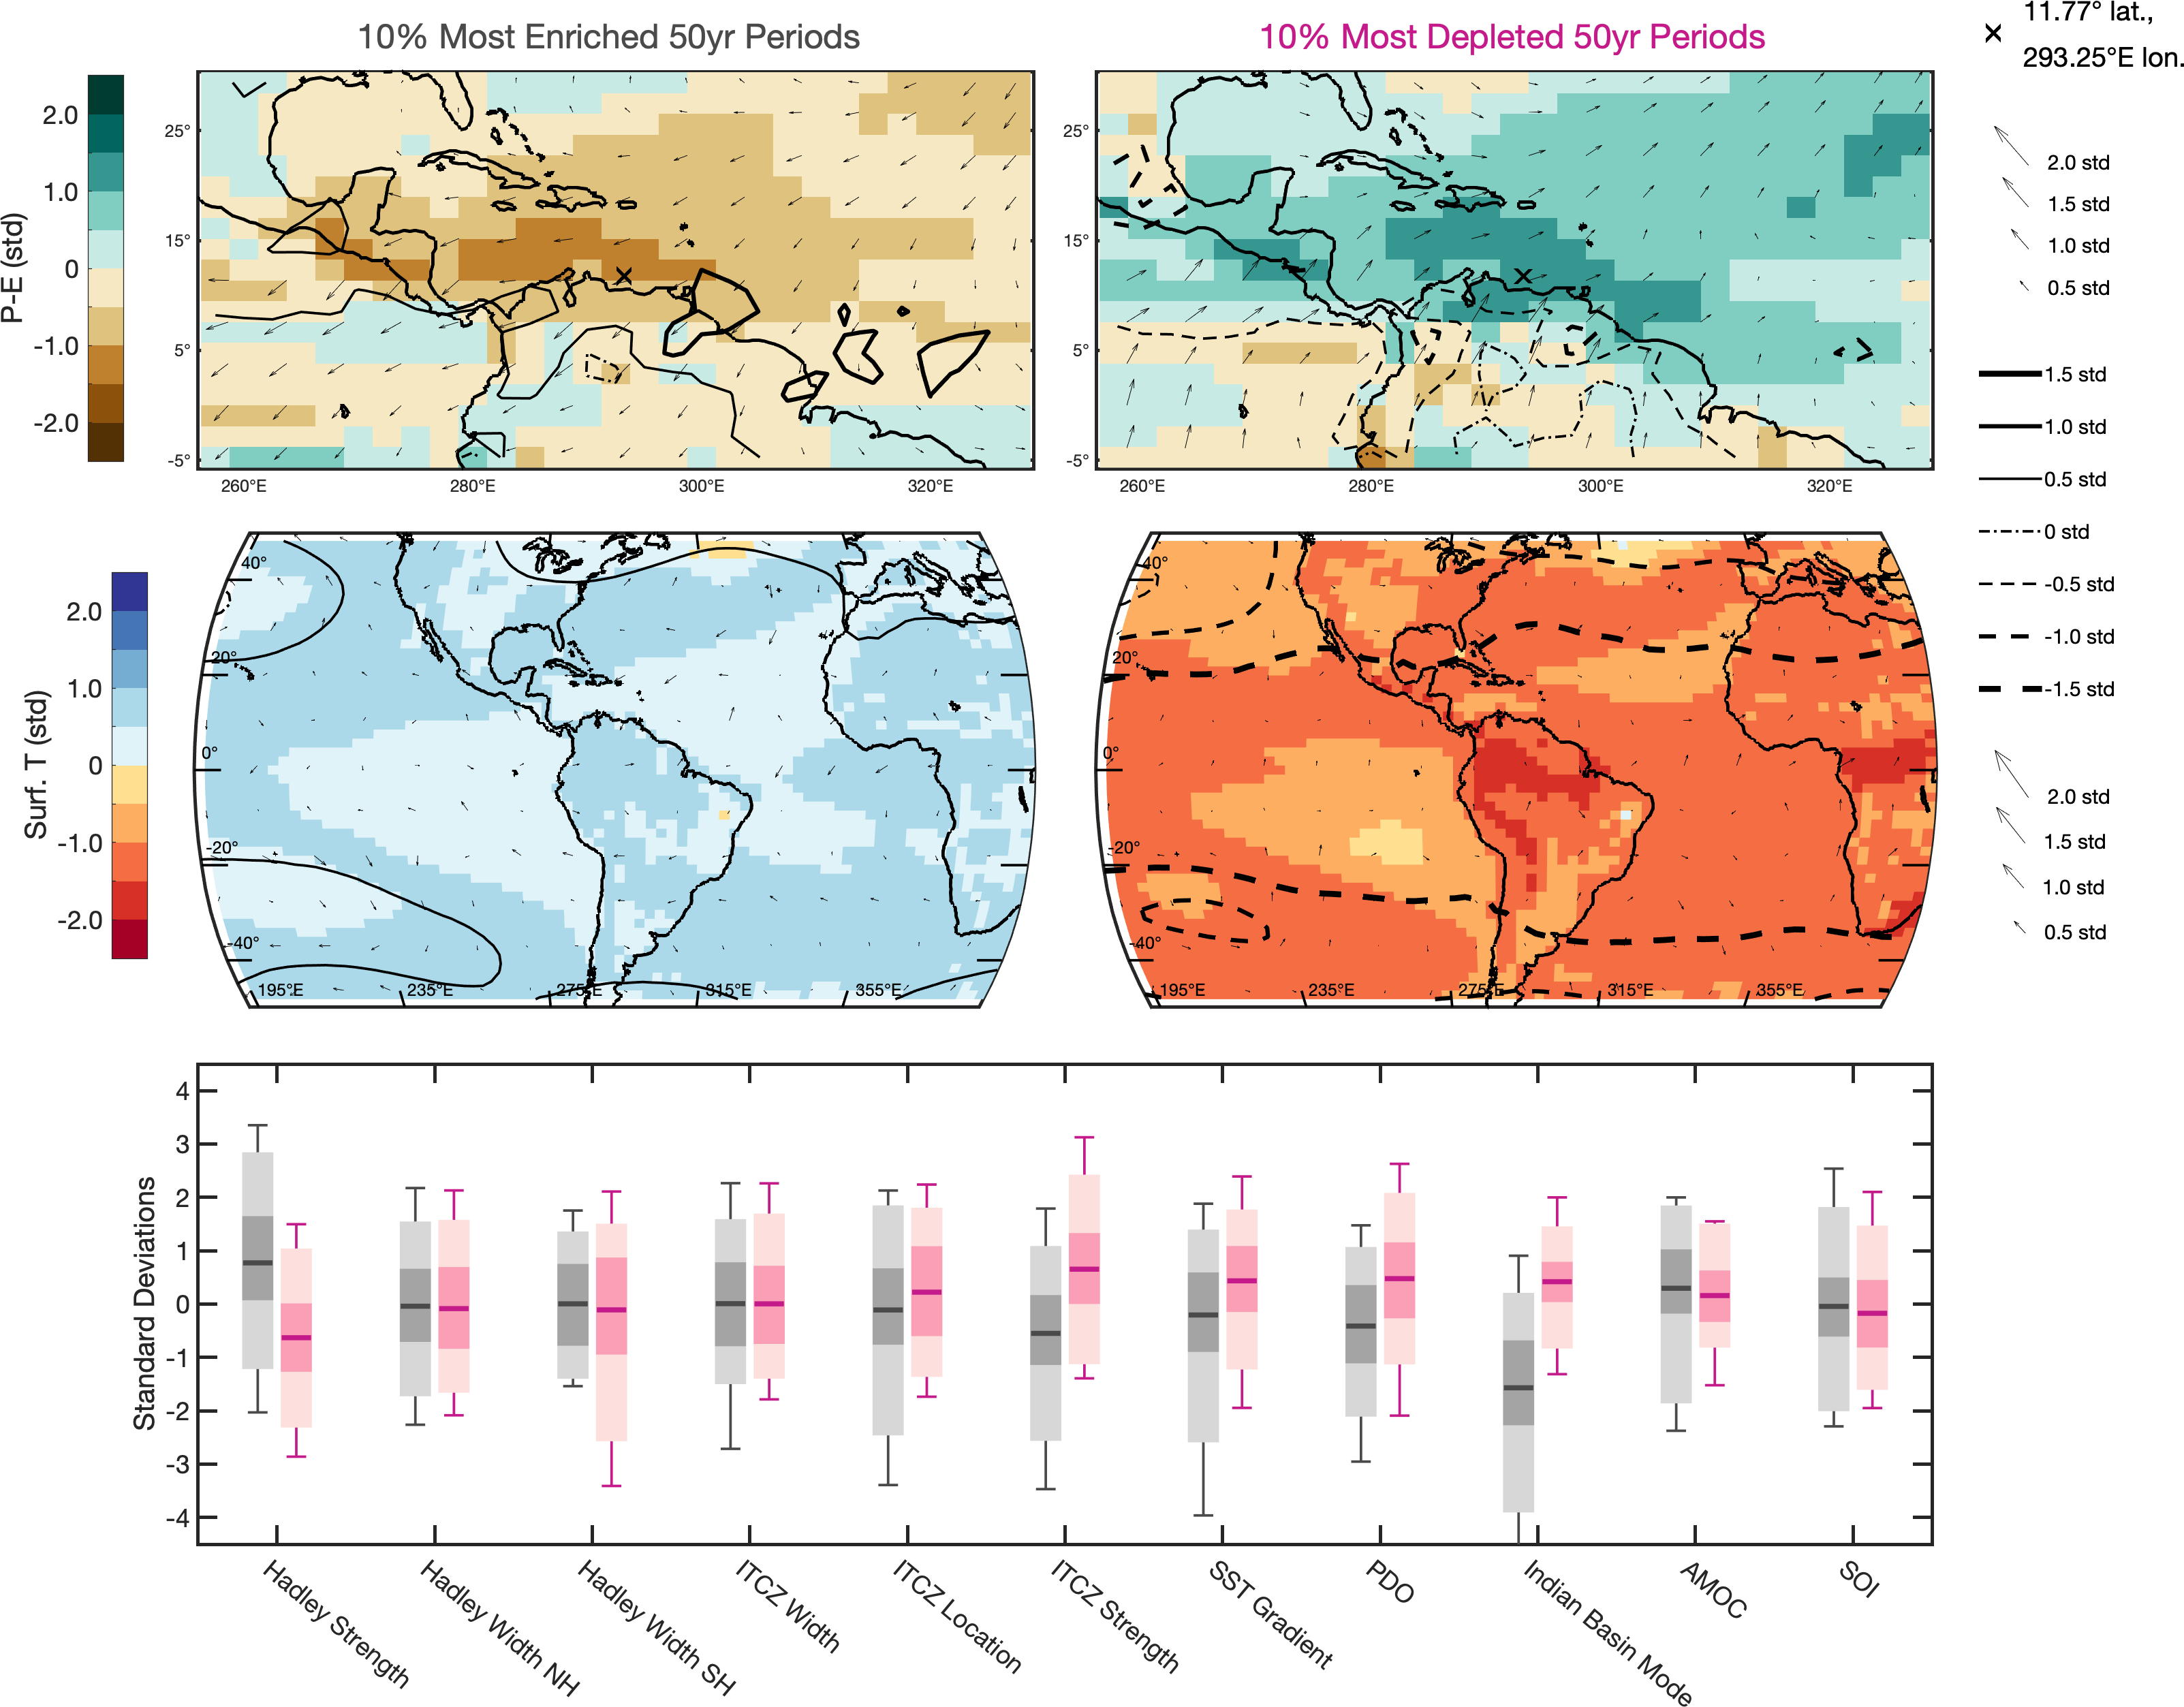 10% Most Enriched 50yr Periods
10% Most Depleted 50yr Periods
× 11.77° lat.,
293.25°E lon.
P-E (std)
2.0
1.0
0
-1.0
-2.0
25°
15°
5°
-5°
260°E 280°E 300°E 320°E
25°
15°
5°
-5°
260°E 280°E 300°E 320°E
2.0 std
1.5 std
1.0 std
0.5 std
1.5 std
1.0 std
0.5 std
0 std
-0.5 std
-1.0 std
-1.5 std
Surf. T (std)
2.0
1.0
0
-1.0
-2.0
40°
20°
0°
-20°
-40°
195°E 235°E 275°E 315°E 355°E
40°
20°
0°
-20°
-40°
195°E 235°E 275°E 315°E 355°E
2.0 std
1.5 std
1.0 std
0.5 std
Standard Deviations
4
3
2
1
0
-1
-2
-3
-4
Hadley Strength
Hadley Width NH
Hadley Width SH
ITCZ Width
ITCZ Location
ITCZ Strength
SST Gradient
PDO
Indian Basin Mode
AMOC
SOI